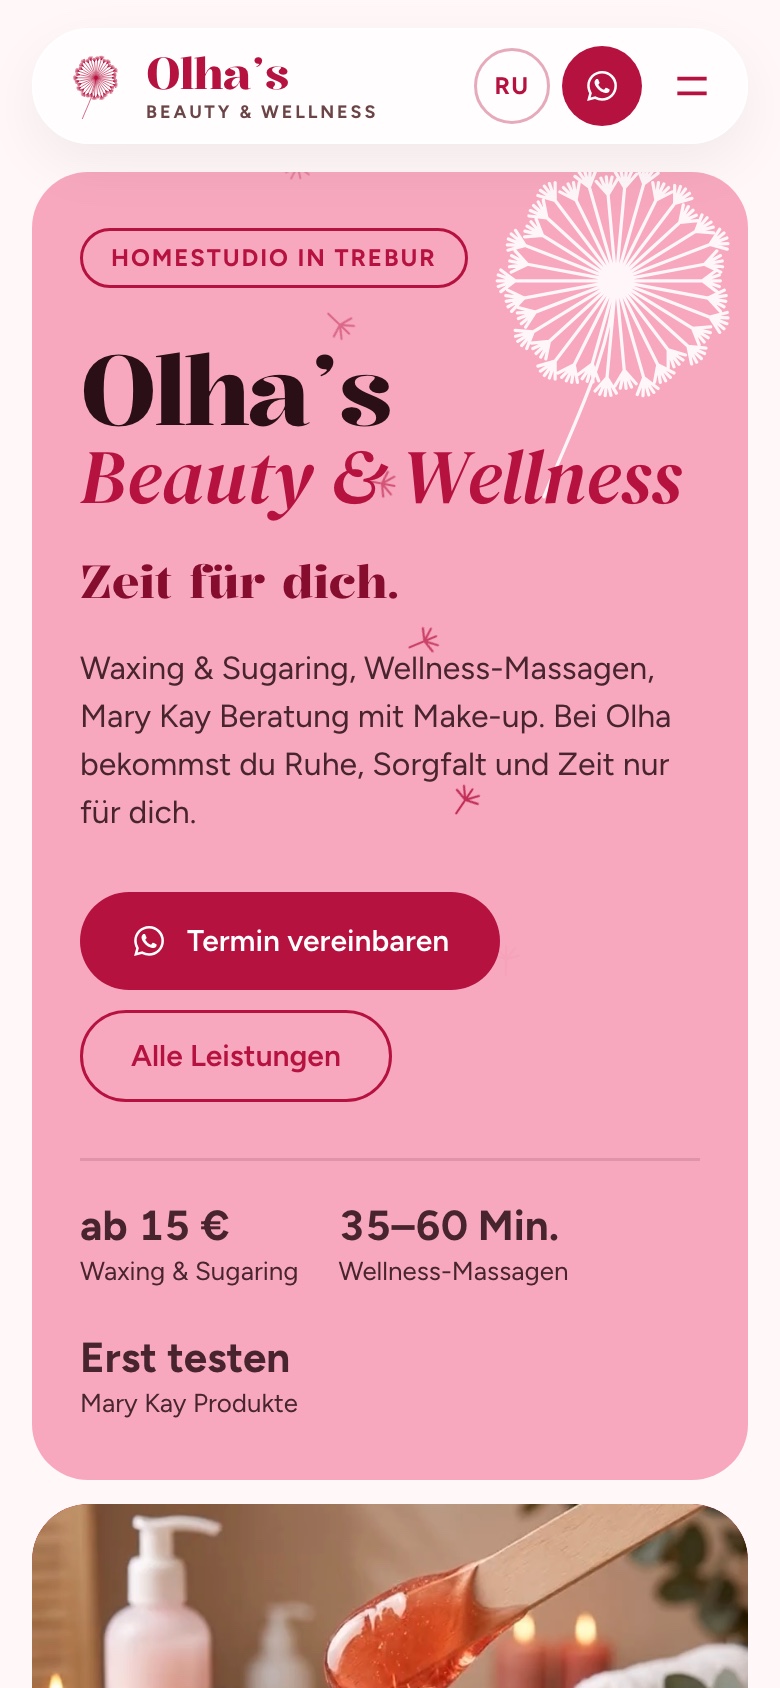 Olha’s
BEAUTY & WELLNESS
RU
HOMESTUDIO IN TREBUR
Olha’s
Beauty & Wellness
Zeit für dich.
Waxing & Sugaring, Wellness-Massagen,
Mary Kay Beratung mit Make-up. Bei Olha
bekommst du Ruhe, Sorgfalt und Zeit nur
für dich.
Termin vereinbaren
Alle Leistungen
ab 15 €
Waxing & Sugaring
35–60 Min.
Wellness-Massagen
Erst testen
Mary Kay Produkte